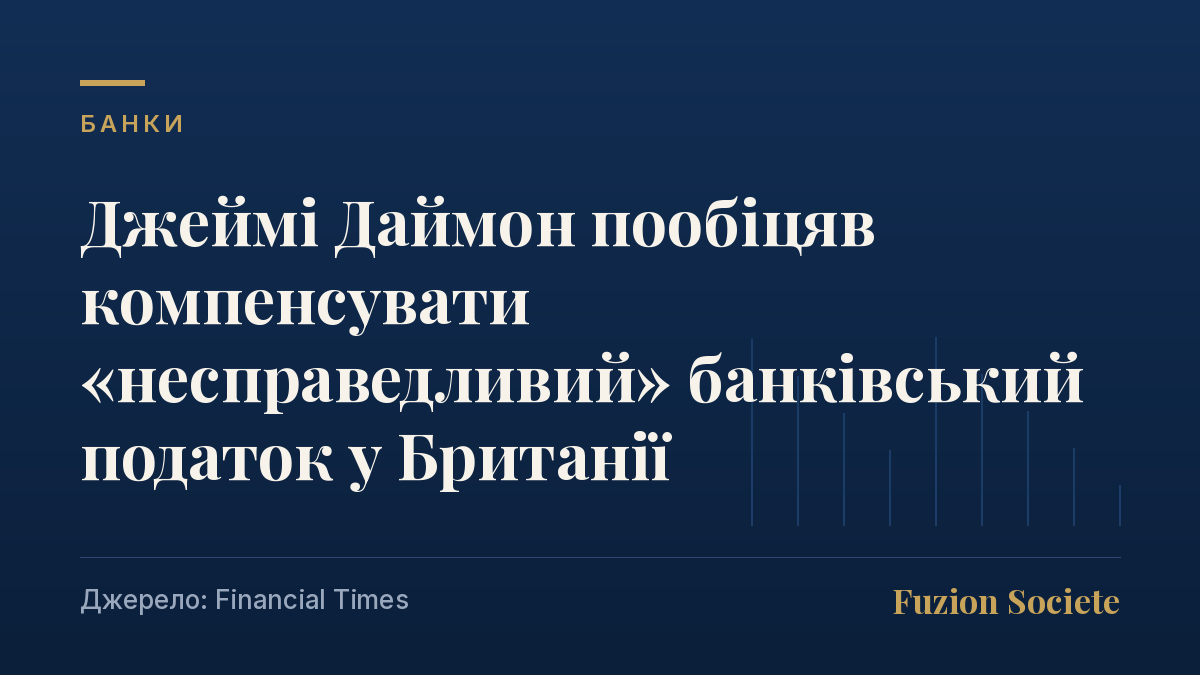 БАНКИ
Джеймі Даймон пообіцяв
компенсувати
«несправедливий» банківський
податок у Британії
Джерело: Financial Times
Fuzion Societe